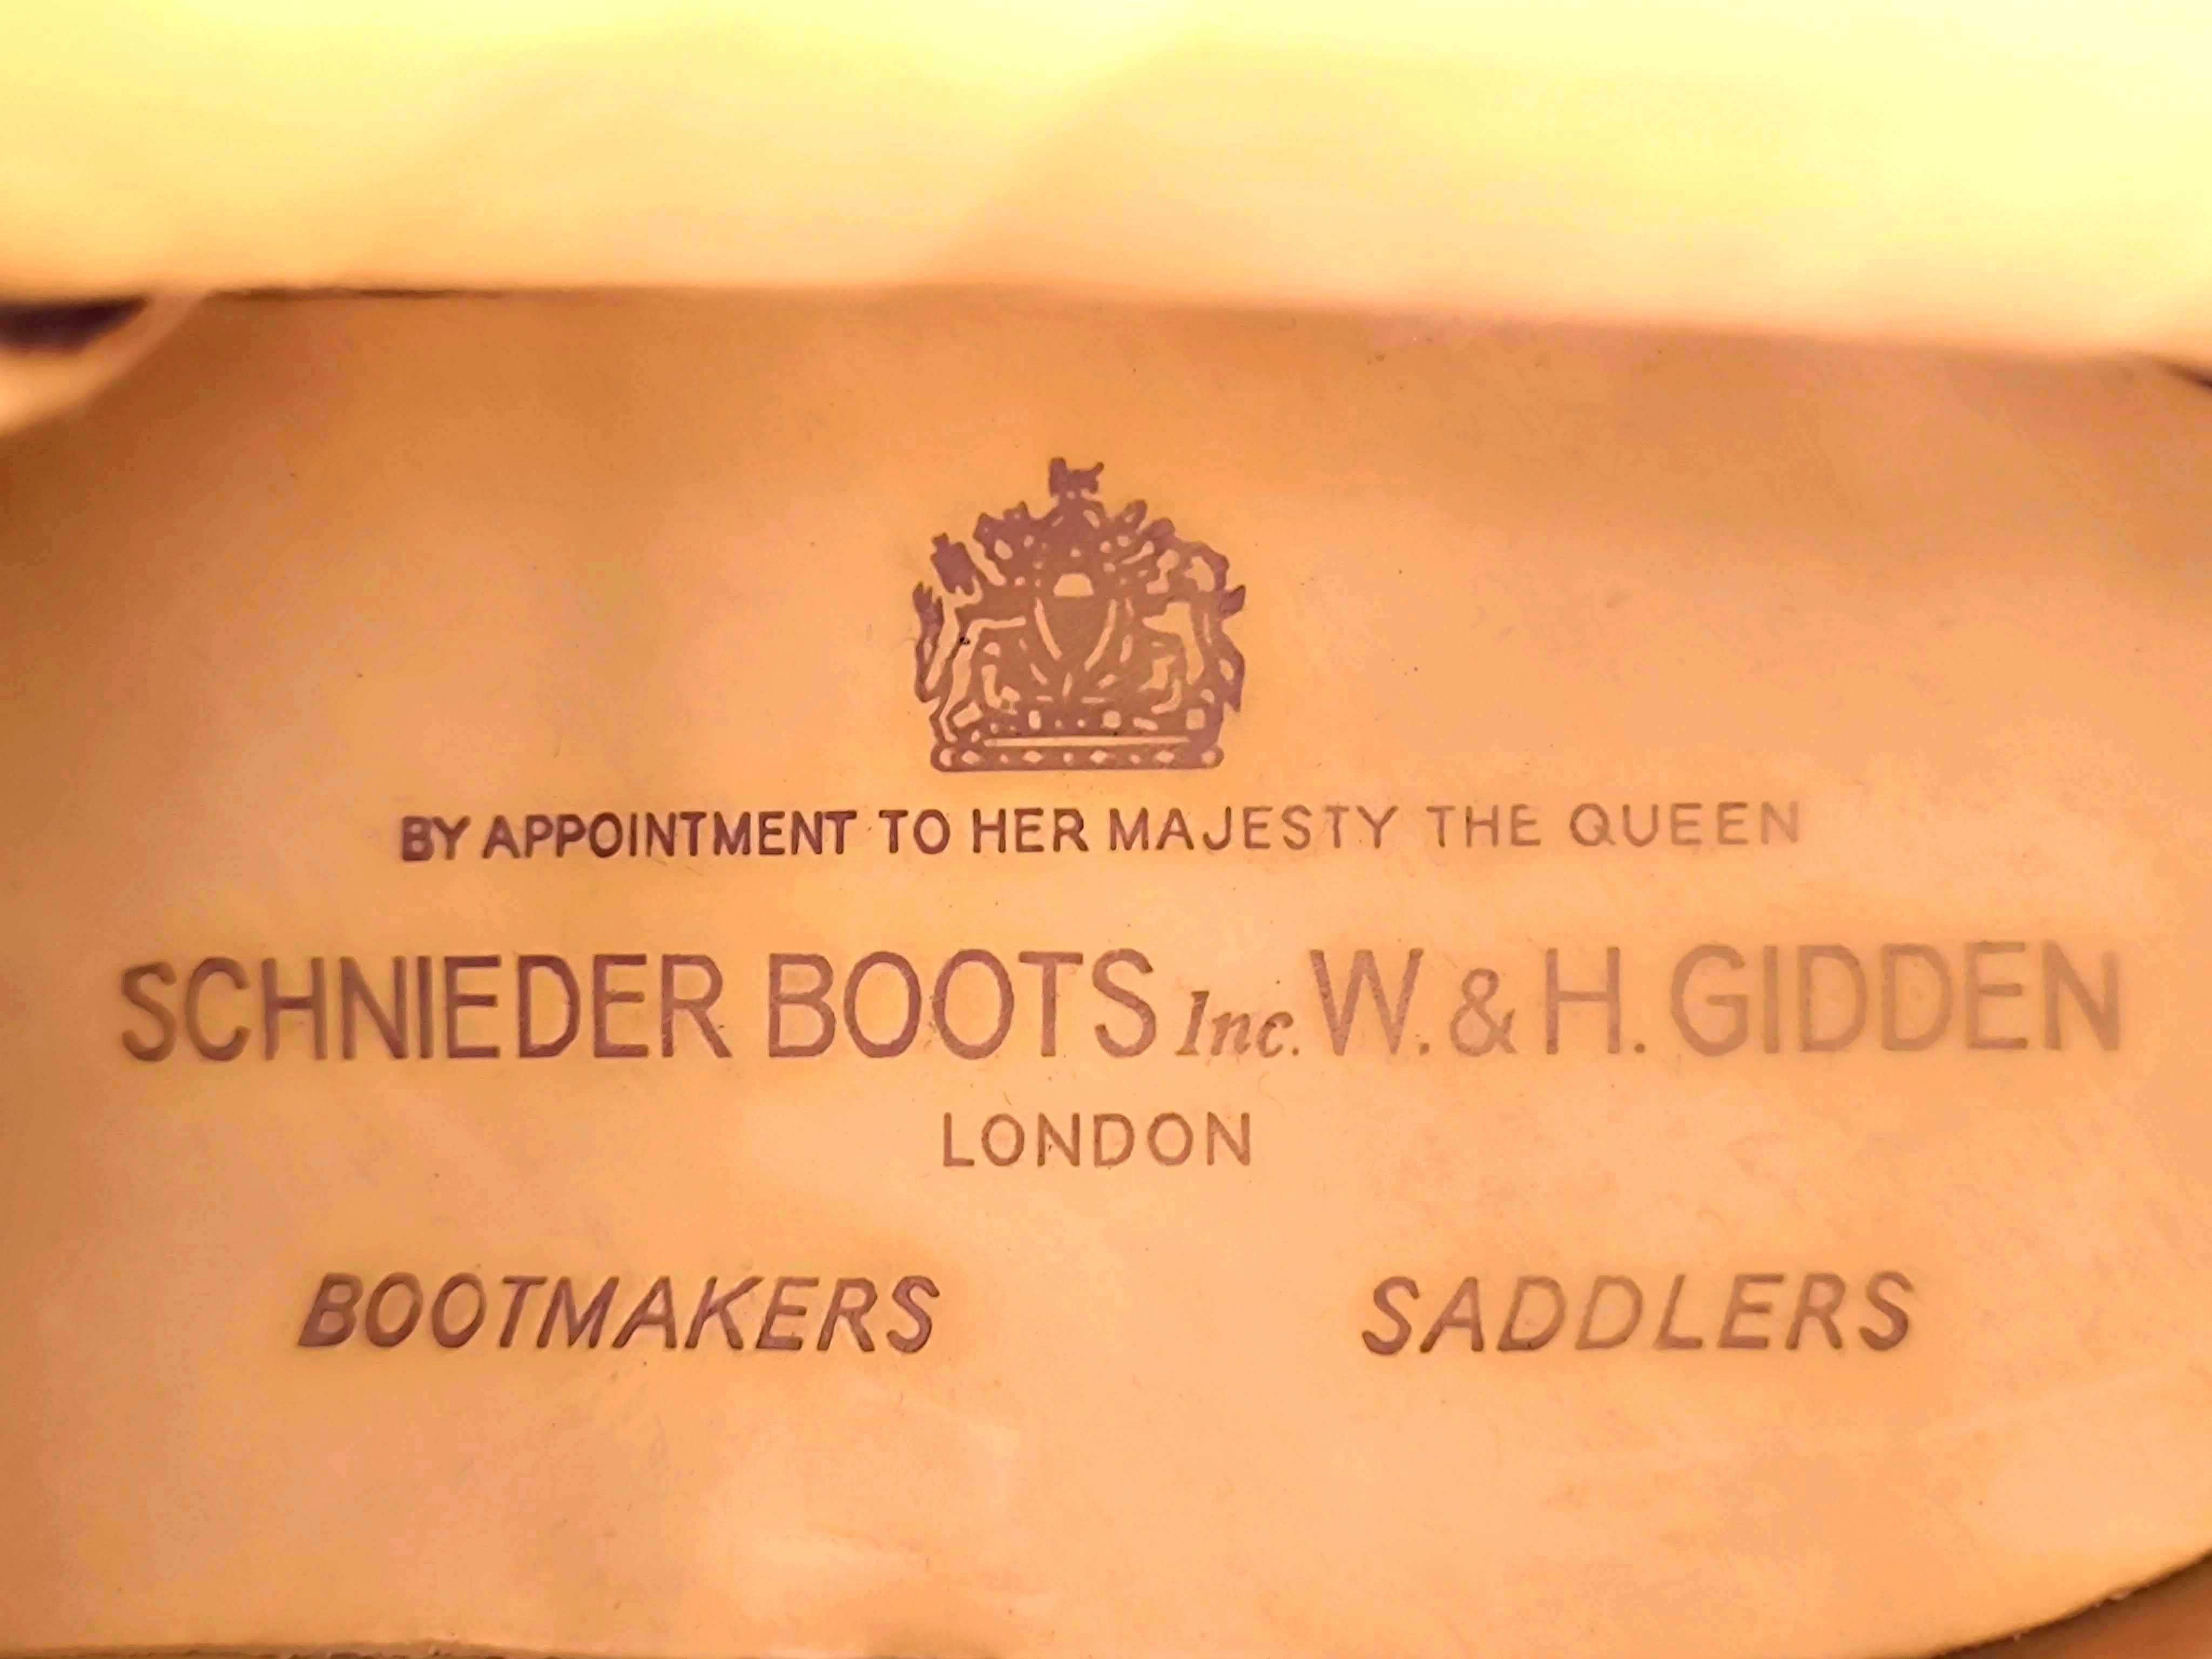 BY APPOINTMENT TO HER MAJESTY THE QUEEN
SCHNIEDER BOOTS Inc. W. & H. GIDDEN
LONDON
BOOTMAKERS SADDLERS